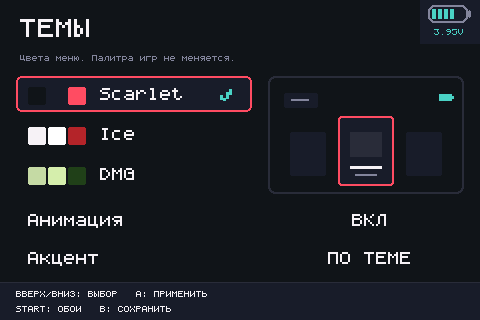 ТЕМЫ
3.95V
Цвета меню. Палитра игр не меняется.
Scarlet
Ice
DMG
Анимация ВКЛ
Акцент ПО ТЕМЕ
ВВЕРХ/ВНИЗ: ВЫБОР A: ПРИМЕНИТЬ
START: ОБОИ B: СОХРАНИТЬ